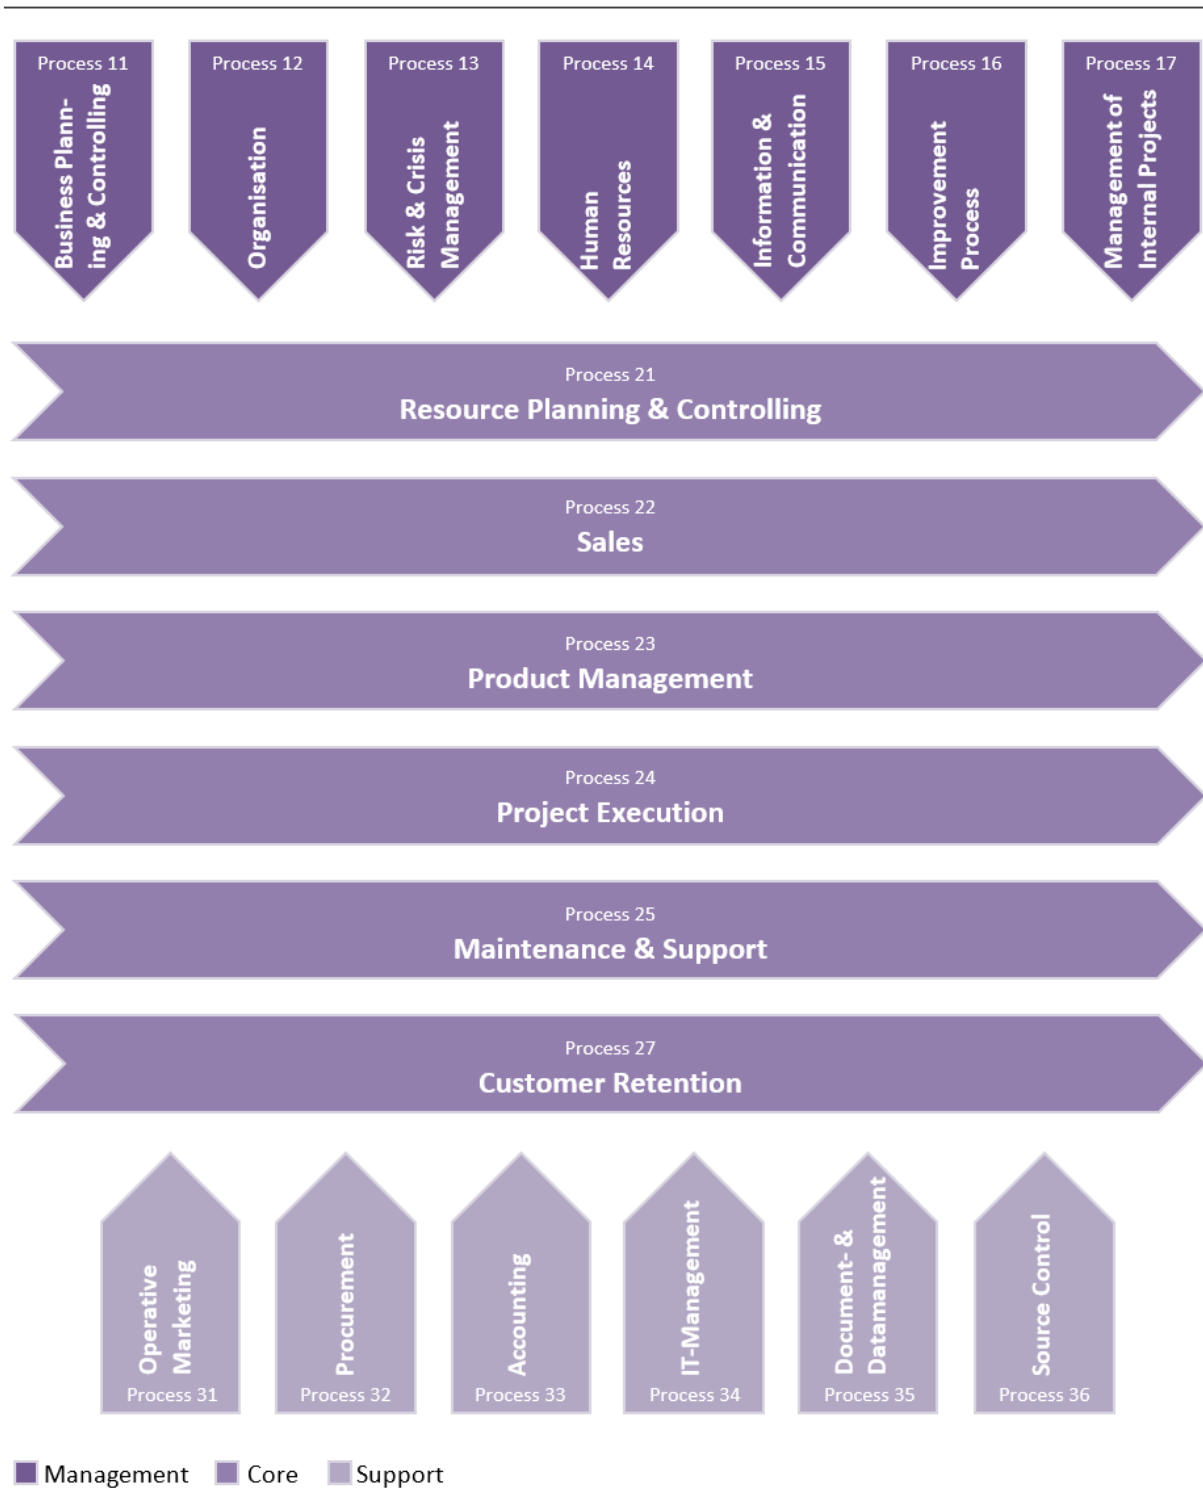 Process 11
Business Plann-
ing & Controlling
Process 12
Organisation
Process 13
Risk & Crisis
Management
Process 14
Human
Resources
Process 15
Information &
Communication
Process 16
Improvement
Process
Process 17
Management of
Internal Projects
Process 21
Resource Planning & Controlling
Process 22
Sales
Process 23
Product Management
Process 24
Project Execution
Process 25
Maintenance & Support
Process 27
Customer Retention
Operative
Marketing
Process 31
Procurement
Process 32
Accounting
Process 33
IT-Management
Process 34
Document- &
Datamanagement
Process 35
Source Control
Process 36
Management
Core
Support